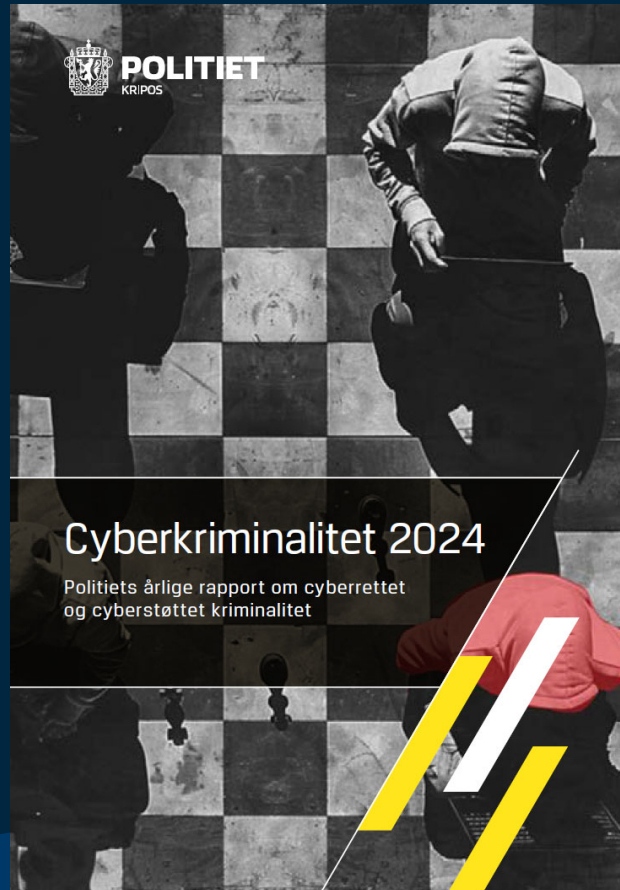 POLITIET
KRIPOS
Cyberkriminalitet 2024
Politiets årlige rapport om cyberrettet
og cyberstøttet kriminalitet